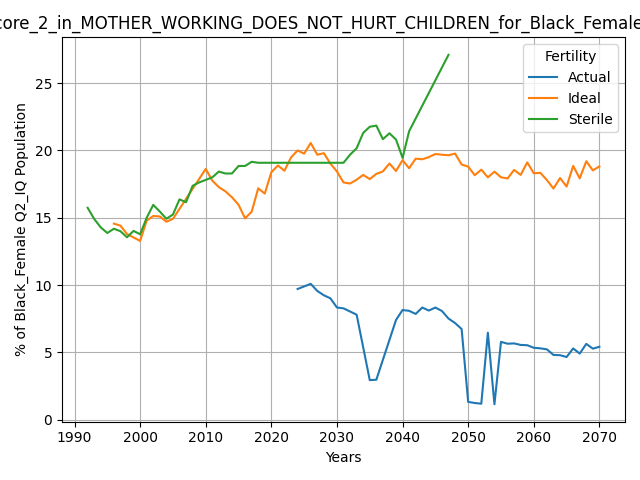 core_2_in_MOTHER_WORKING_DOES_NOT_HURT_CHILDREN_for_Black_Female
Fertility
Actual
Ideal
Sterile
% of Black_Female Q2_IQ Population
25
20
15
10
5
0
1990 2000 2010 2020 2030 2040 2050 2060 2070
Years